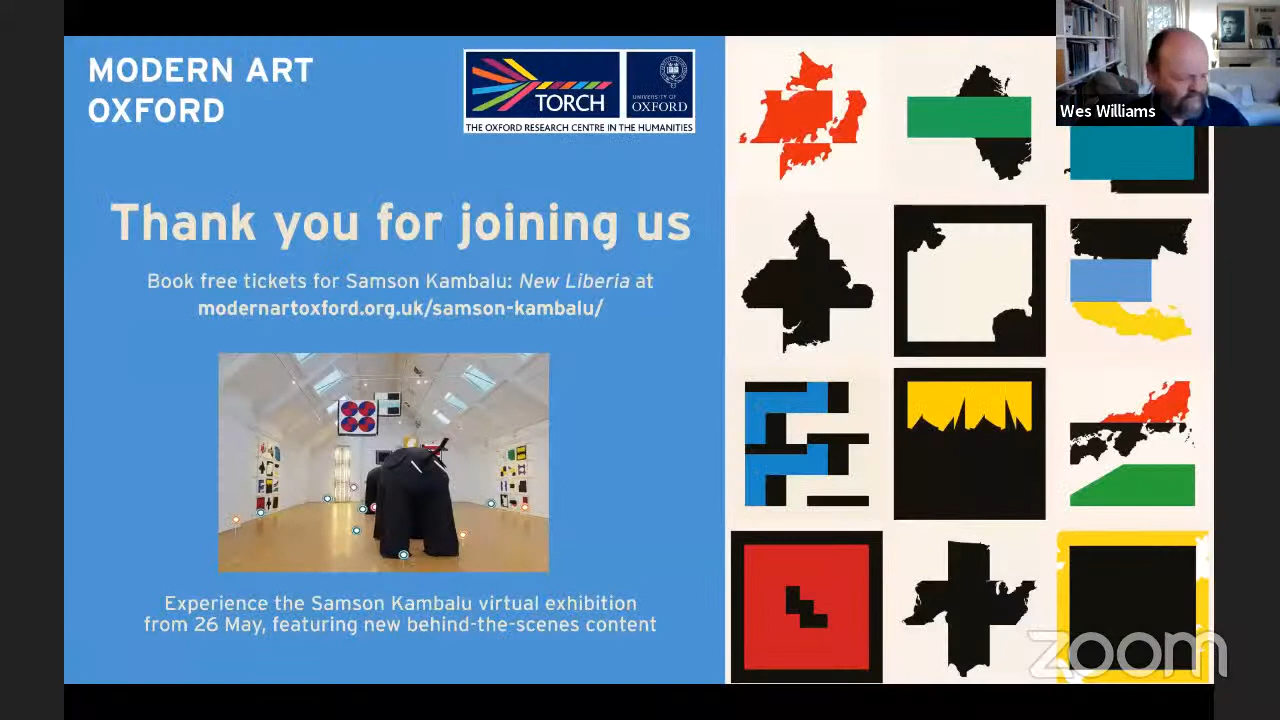 MODERN ART
OXFORD
TORCH
UNIVERSITY OF
OXFORD
THE OXFORD RESEARCH CENTRE IN THE HUMANITIES
Wes Williams
Thank you for joining us
Book free tickets for Samson Kambalu: New Liberia at
modernartoxford.org.uk/samson-kambalu/
Experience the Samson Kambalu virtual exhibition
from 26 May, featuring new behind-the-scenes content
zoom